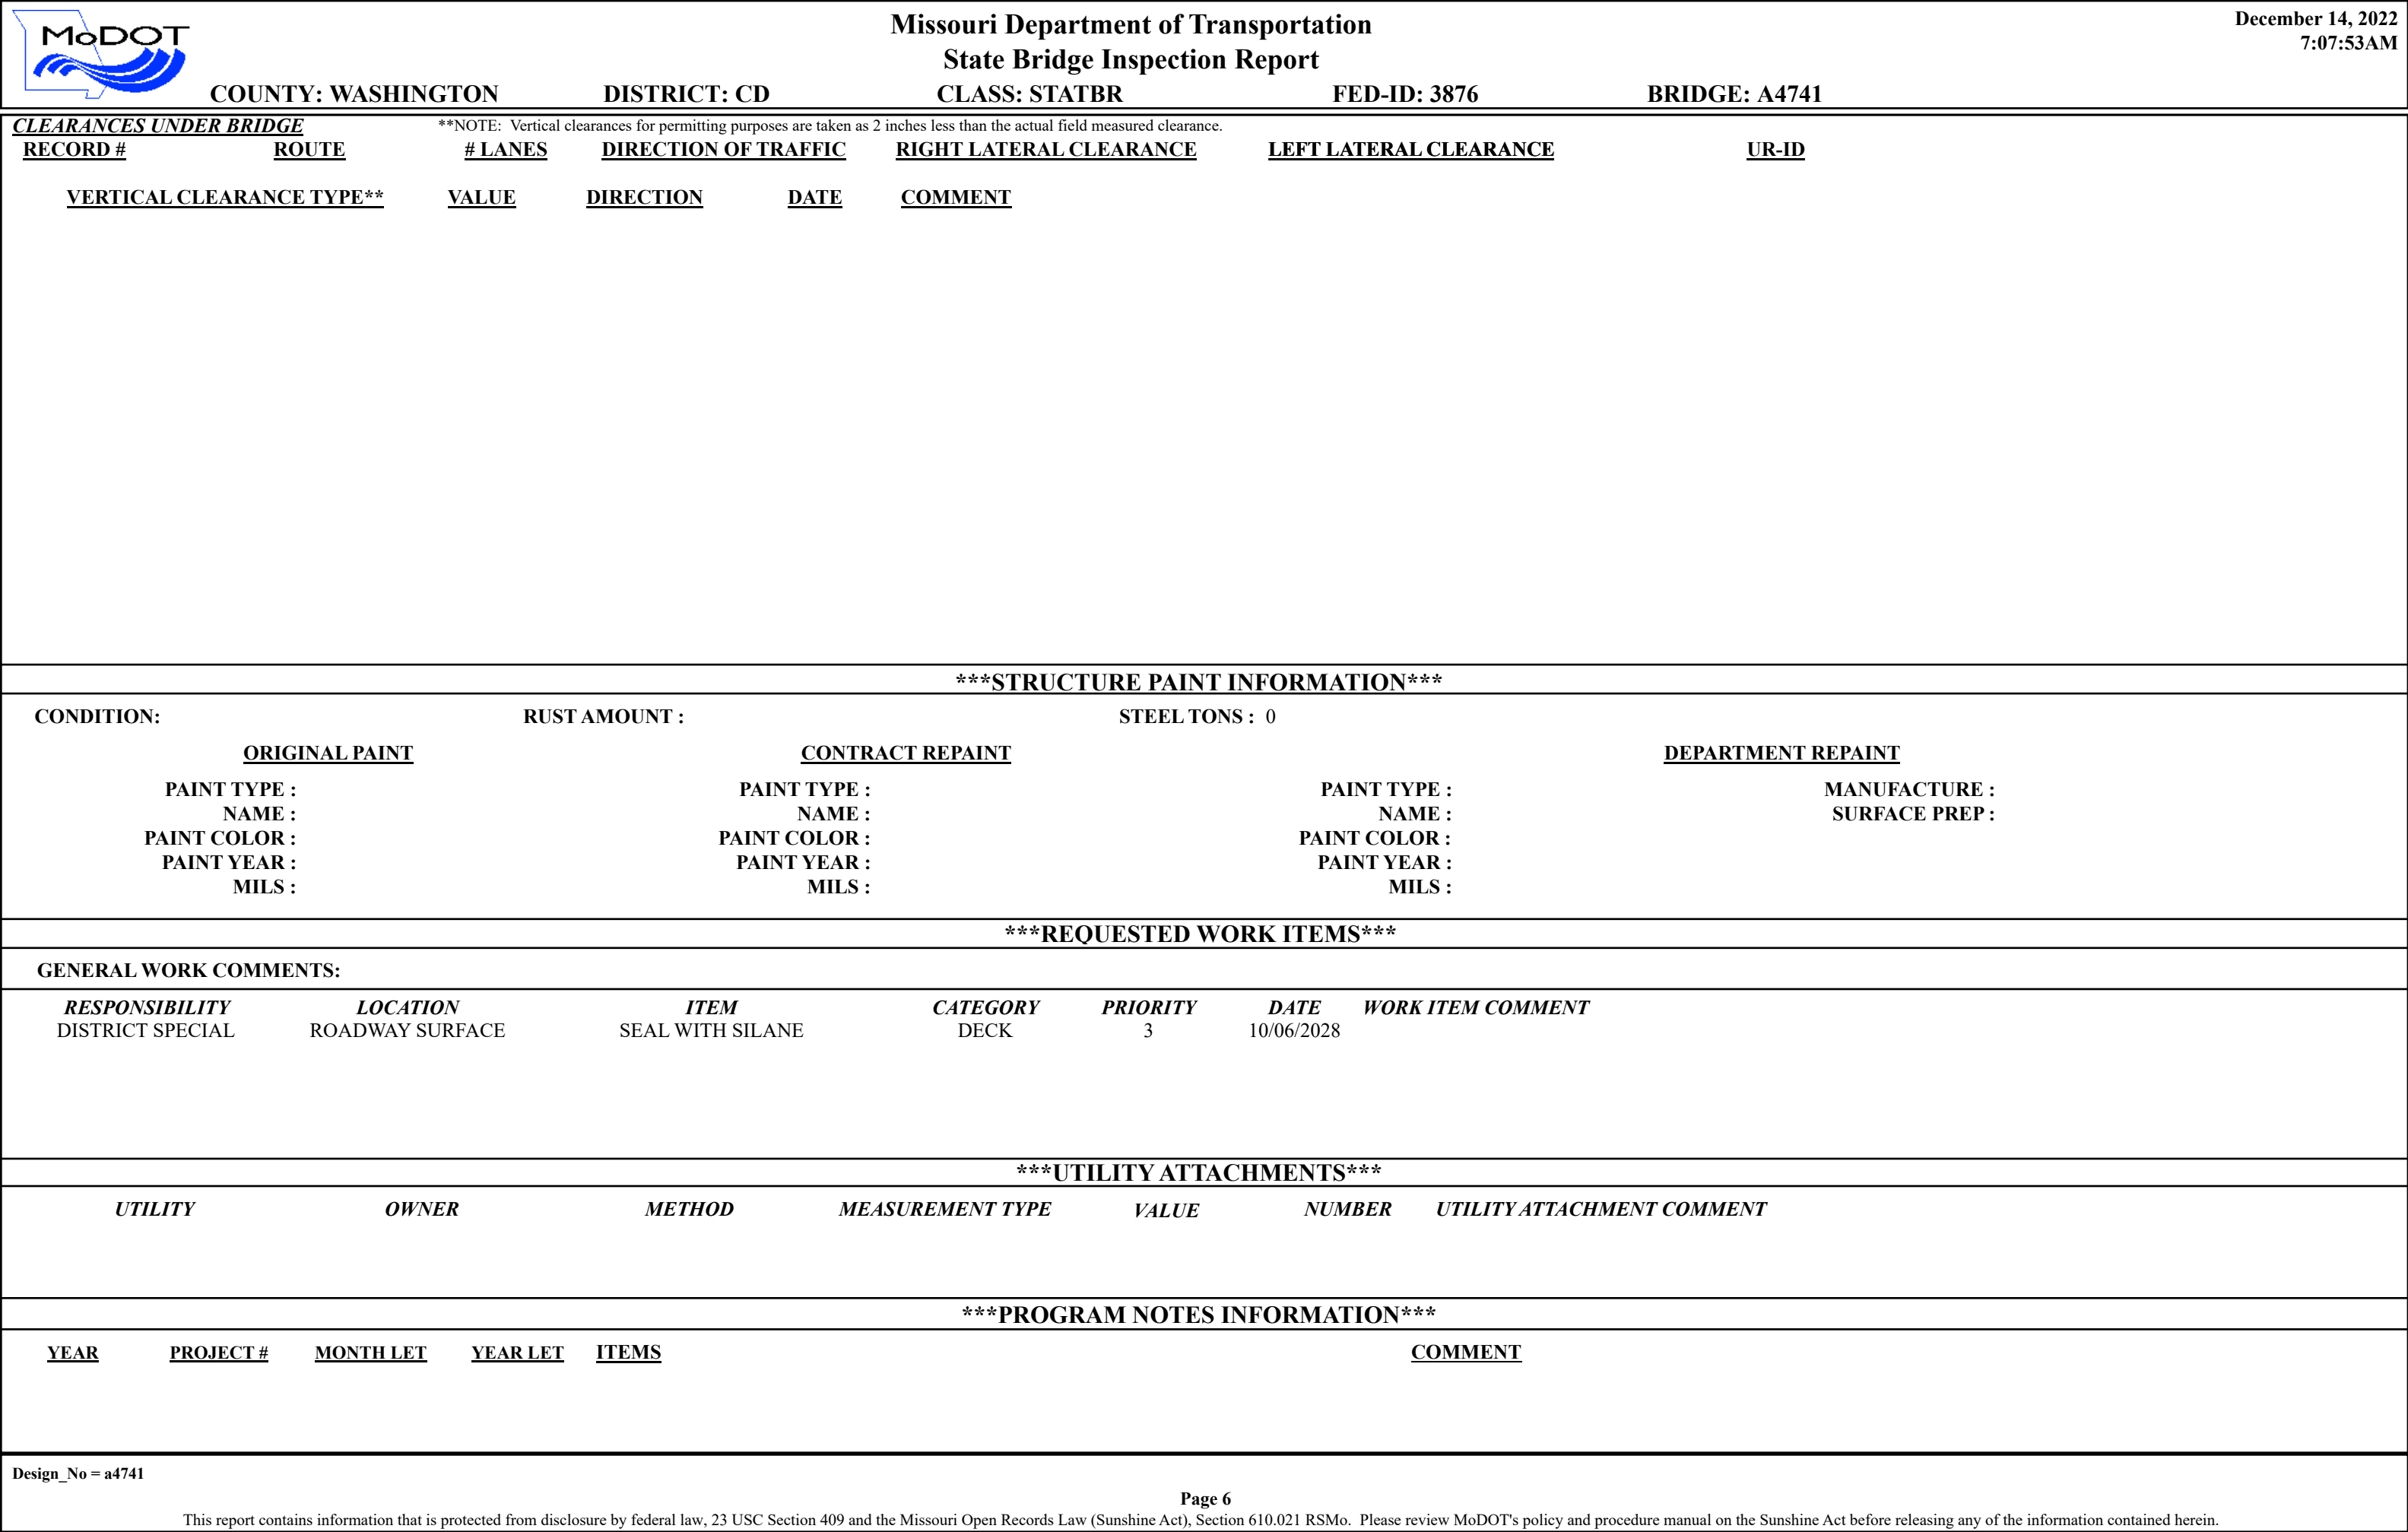 MoDOT
Missouri Department of Transportation
State Bridge Inspection Report
December 14, 2022
7:07:53AM
COUNTY: WASHINGTON DISTRICT: CD CLASS: STATBR FED-ID: 3876 BRIDGE: A4741
CLEARANCES UNDER BRIDGE **NOTE: Vertical clearances for permitting purposes are taken as 2 inches less than the actual field measured clearance.
RECORD # ROUTE # LANES DIRECTION OF TRAFFIC RIGHT LATERAL CLEARANCE LEFT LATERAL CLEARANCE UR-ID
VERTICAL CLEARANCE TYPE** VALUE DIRECTION DATE COMMENT
***STRUCTURE PAINT INFORMATION***
CONDITION: RUST AMOUNT : STEEL TONS : 0
ORIGINAL PAINT CONTRACT REPAINT DEPARTMENT REPAINT
PAINT TYPE : PAINT TYPE : PAINT TYPE : MANUFACTURE :
NAME : NAME : NAME : SURFACE PREP :
PAINT COLOR : PAINT COLOR : PAINT COLOR :
PAINT YEAR : PAINT YEAR : PAINT YEAR :
MILS : MILS : MILS :
***REQUESTED WORK ITEMS***
GENERAL WORK COMMENTS:
RESPONSIBILITY LOCATION ITEM CATEGORY PRIORITY DATE WORK ITEM COMMENT
DISTRICT SPECIAL ROADWAY SURFACE SEAL WITH SILANE DECK 3 10/06/2028
***UTILITY ATTACHMENTS***
UTILITY OWNER METHOD MEASUREMENT TYPE VALUE NUMBER UTILITY ATTACHMENT COMMENT
***PROGRAM NOTES INFORMATION***
YEAR PROJECT # MONTH LET YEAR LET ITEMS COMMENT
Design_No = a4741
Page 6
This report contains information that is protected from disclosure by federal law, 23 USC Section 409 and the Missouri Open Records Law (Sunshine Act), Section 610.021 RSMo. Please review MoDOT's policy and procedure manual on the Sunshine Act before releasing any of the information contained herein.